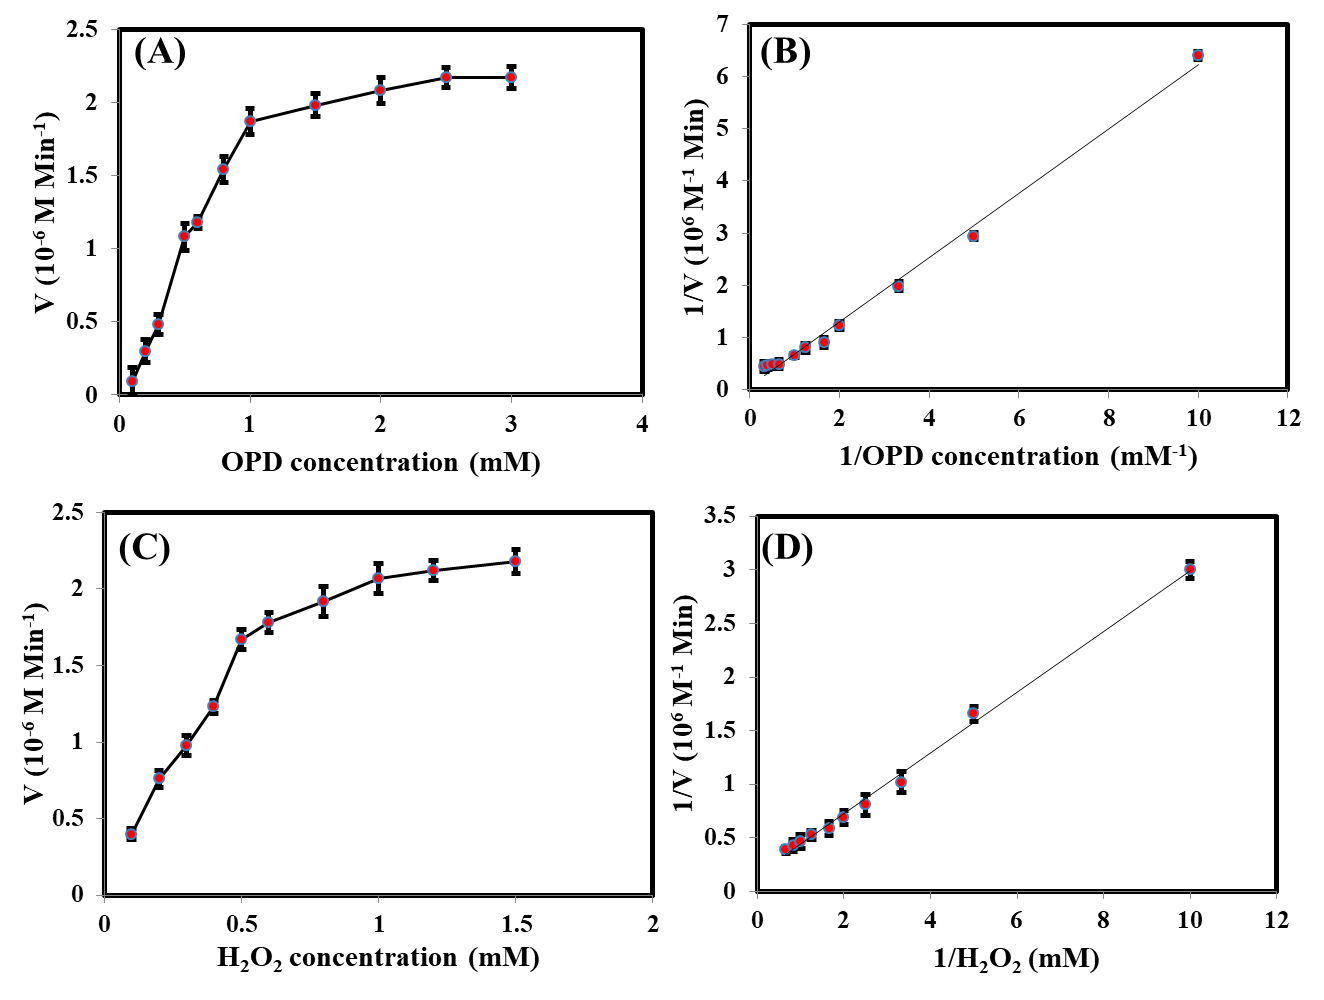 (A)
V (10-6 M Min-1)
2.5
2
1.5
1
0.5
0
0 1 2 3 4
OPD concentration (mM)
(B)
1/V (106 M-1 Min)
7
6
5
4
3
2
1
0
0 2 4 6 8 10 12
1/OPD concentration (mM-1)
(C)
V (10-6 M Min-1)
2.5
2
1.5
1
0.5
0
0 0.5 1 1.5 2
H2O2 concentration (mM)
(D)
1/V (106 M-1 Min)
3.5
3
2.5
2
1.5
1
0.5
0
0 2 4 6 8 10 12
1/H2O2 (mM)